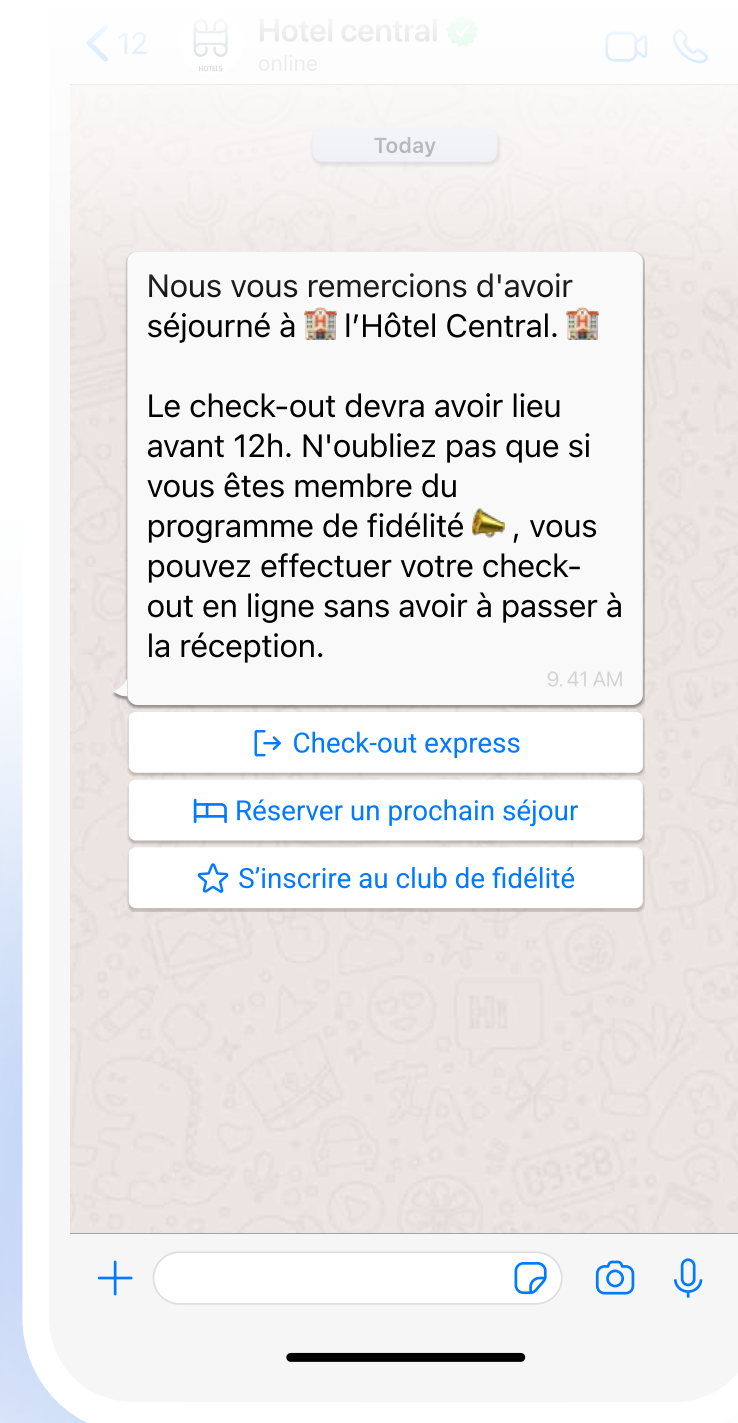 12
Hotel central
HOTELS
online
Today
Nous vous remercions d'avoir
séjourné à 🏨 l’Hôtel Central. 🏨
Le check-out devra avoir lieu
avant 12h. N'oubliez pas que si
vous êtes membre du
programme de fidélité 📣 , vous
pouvez effectuer votre check-
out en ligne sans avoir à passer à
la réception.
9.41 AM
Check-out express
Réserver un prochain séjour
S’inscrire au club de fidélité
Hi
09:28